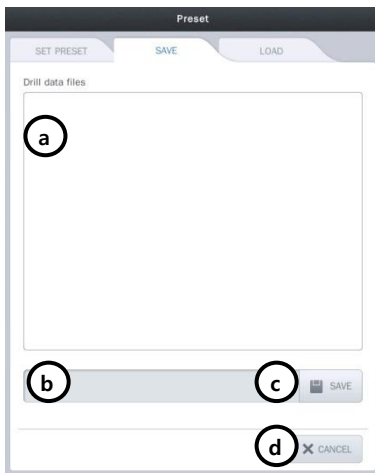 Preset
SET PRESET SAVE LOAD
Drill data files
a
b c SAVE
d CANCEL